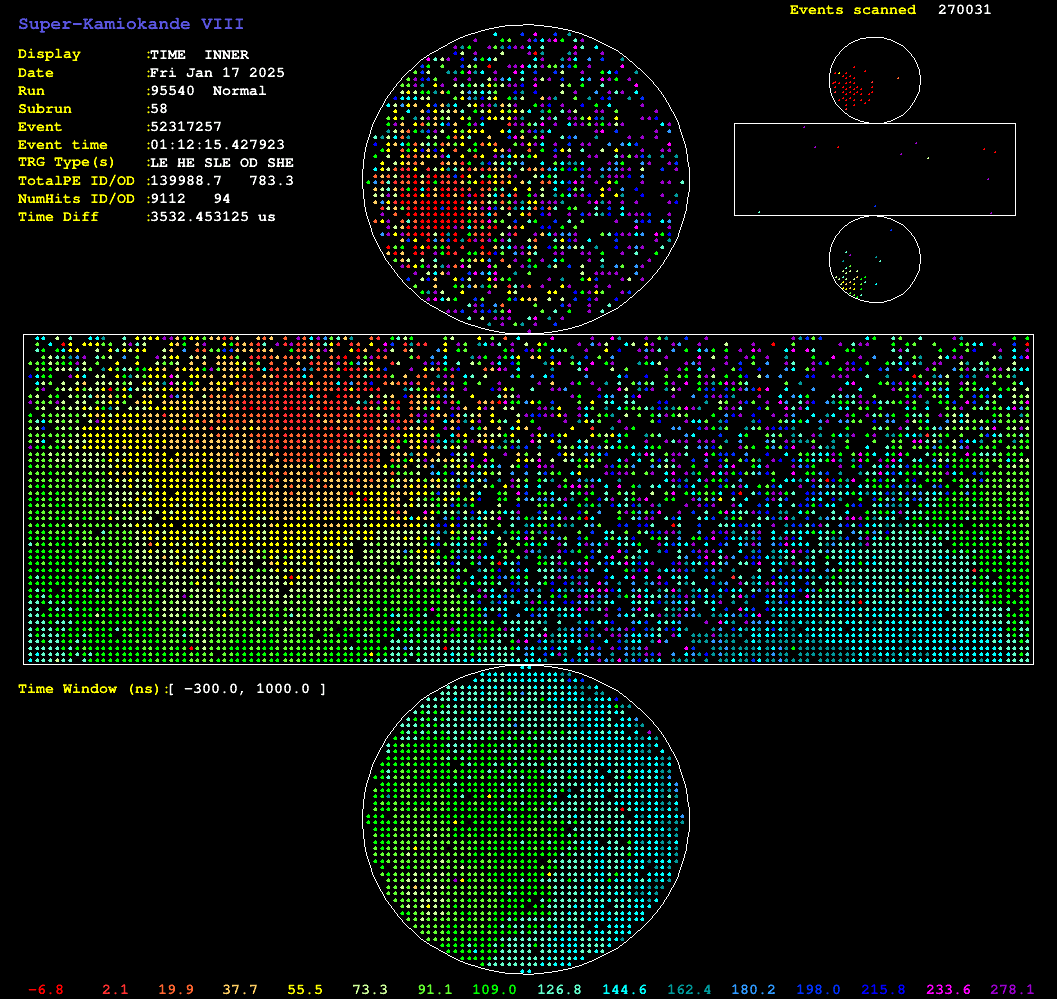 Super-Kamiokande VIII
Events scanned 270031
Display :TIME INNER
Date :Fri Jan 17 2025
Run :95540 Normal
Subrun :58
Event :52317257
Event time :01:12:15.427923
TRG Type(s) :LE HE SLE OD SHE
TotalPE ID/OD :139988.7 783.3
NumHits ID/OD :9112 94
Time Diff :3532.453125 us
Time Window (ns):[ -300.0, 1000.0 ]
-6.8 2.1 19.9 37.7 55.5 73.3 91.1 109.0 126.8 144.6 162.4 180.2 198.0 215.8 233.6 278.1